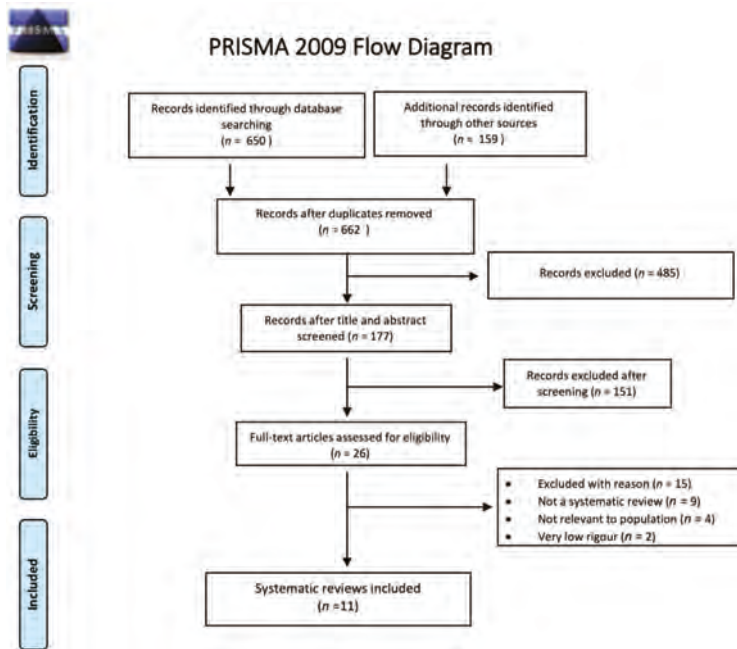 PRISMA 2009 Flow Diagram
Identification
Records identified through database
searching
(n = 650 )
Additional records identified
through other sources
(n = 159 )
Records after duplicates removed
(n = 662 )
Screening
Records excluded (n = 485)
Records after title and abstract
screened (n = 177)
Records excluded after
screening (n = 151)
Eligibility
Full-text articles assessed for eligibility
(n = 26)
• Excluded with reason (n = 15)
• Not a systematic review (n = 9)
• Not relevant to population (n = 4)
• Very low rigour (n = 2)
Included
Systematic reviews included
(n =11)